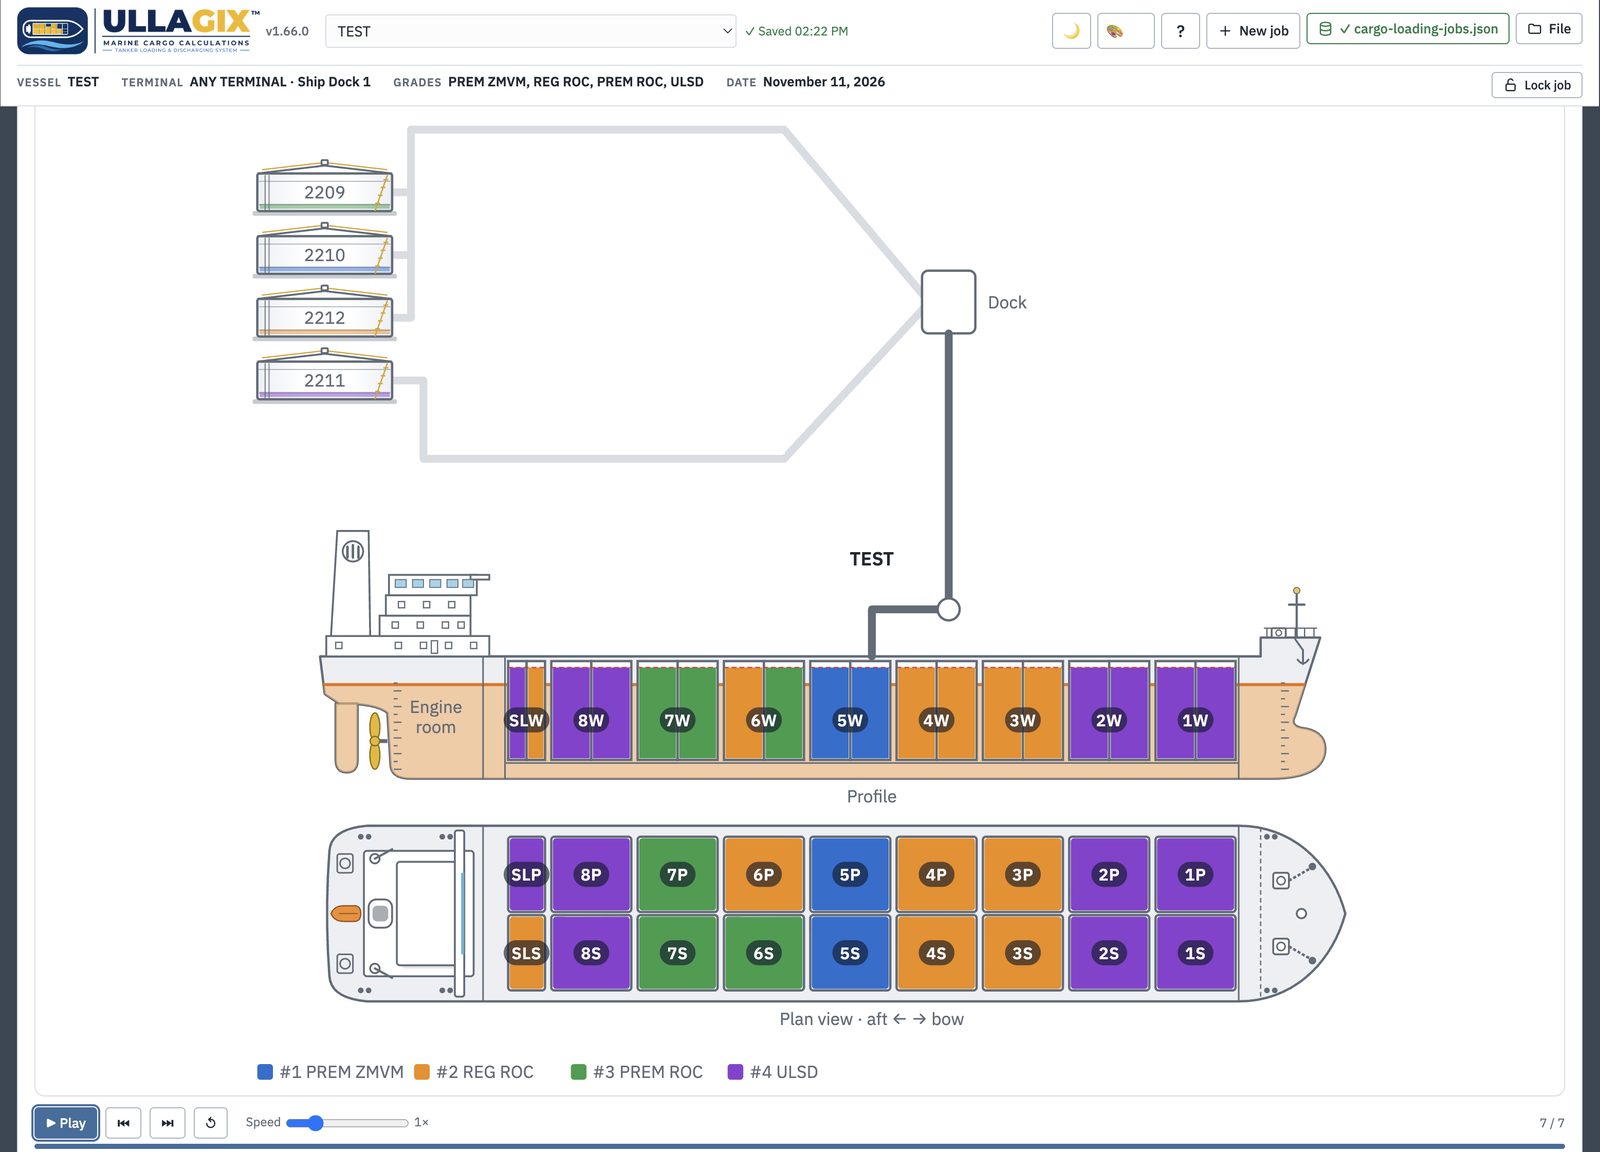 ULLAGIX™
MARINE CARGO CALCULATIONS
TANKER LOADING & DISCHARGING SYSTEM
v1.66.0
TEST
✓ Saved 02:22 PM
?
+ New job
✓ cargo-loading-jobs.json
File
VESSEL TEST
TERMINAL ANY TERMINAL · Ship Dock 1
GRADES PREM ZMVM, REG ROC, PREM ROC, ULSD
DATE November 11, 2026
Lock job
2209
2210
2212
2211
Dock
TEST
Engine
room
SLW 8W 7W 6W 5W 4W 3W 2W 1W
Profile
SLP 8P 7P 6P 5P 4P 3P 2P 1P
SLS 8S 7S 6S 5S 4S 3S 2S 1S
Plan view · aft ← → bow
#1 PREM ZMVM #2 REG ROC #3 PREM ROC #4 ULSD
Play
Speed 1×
7 / 7